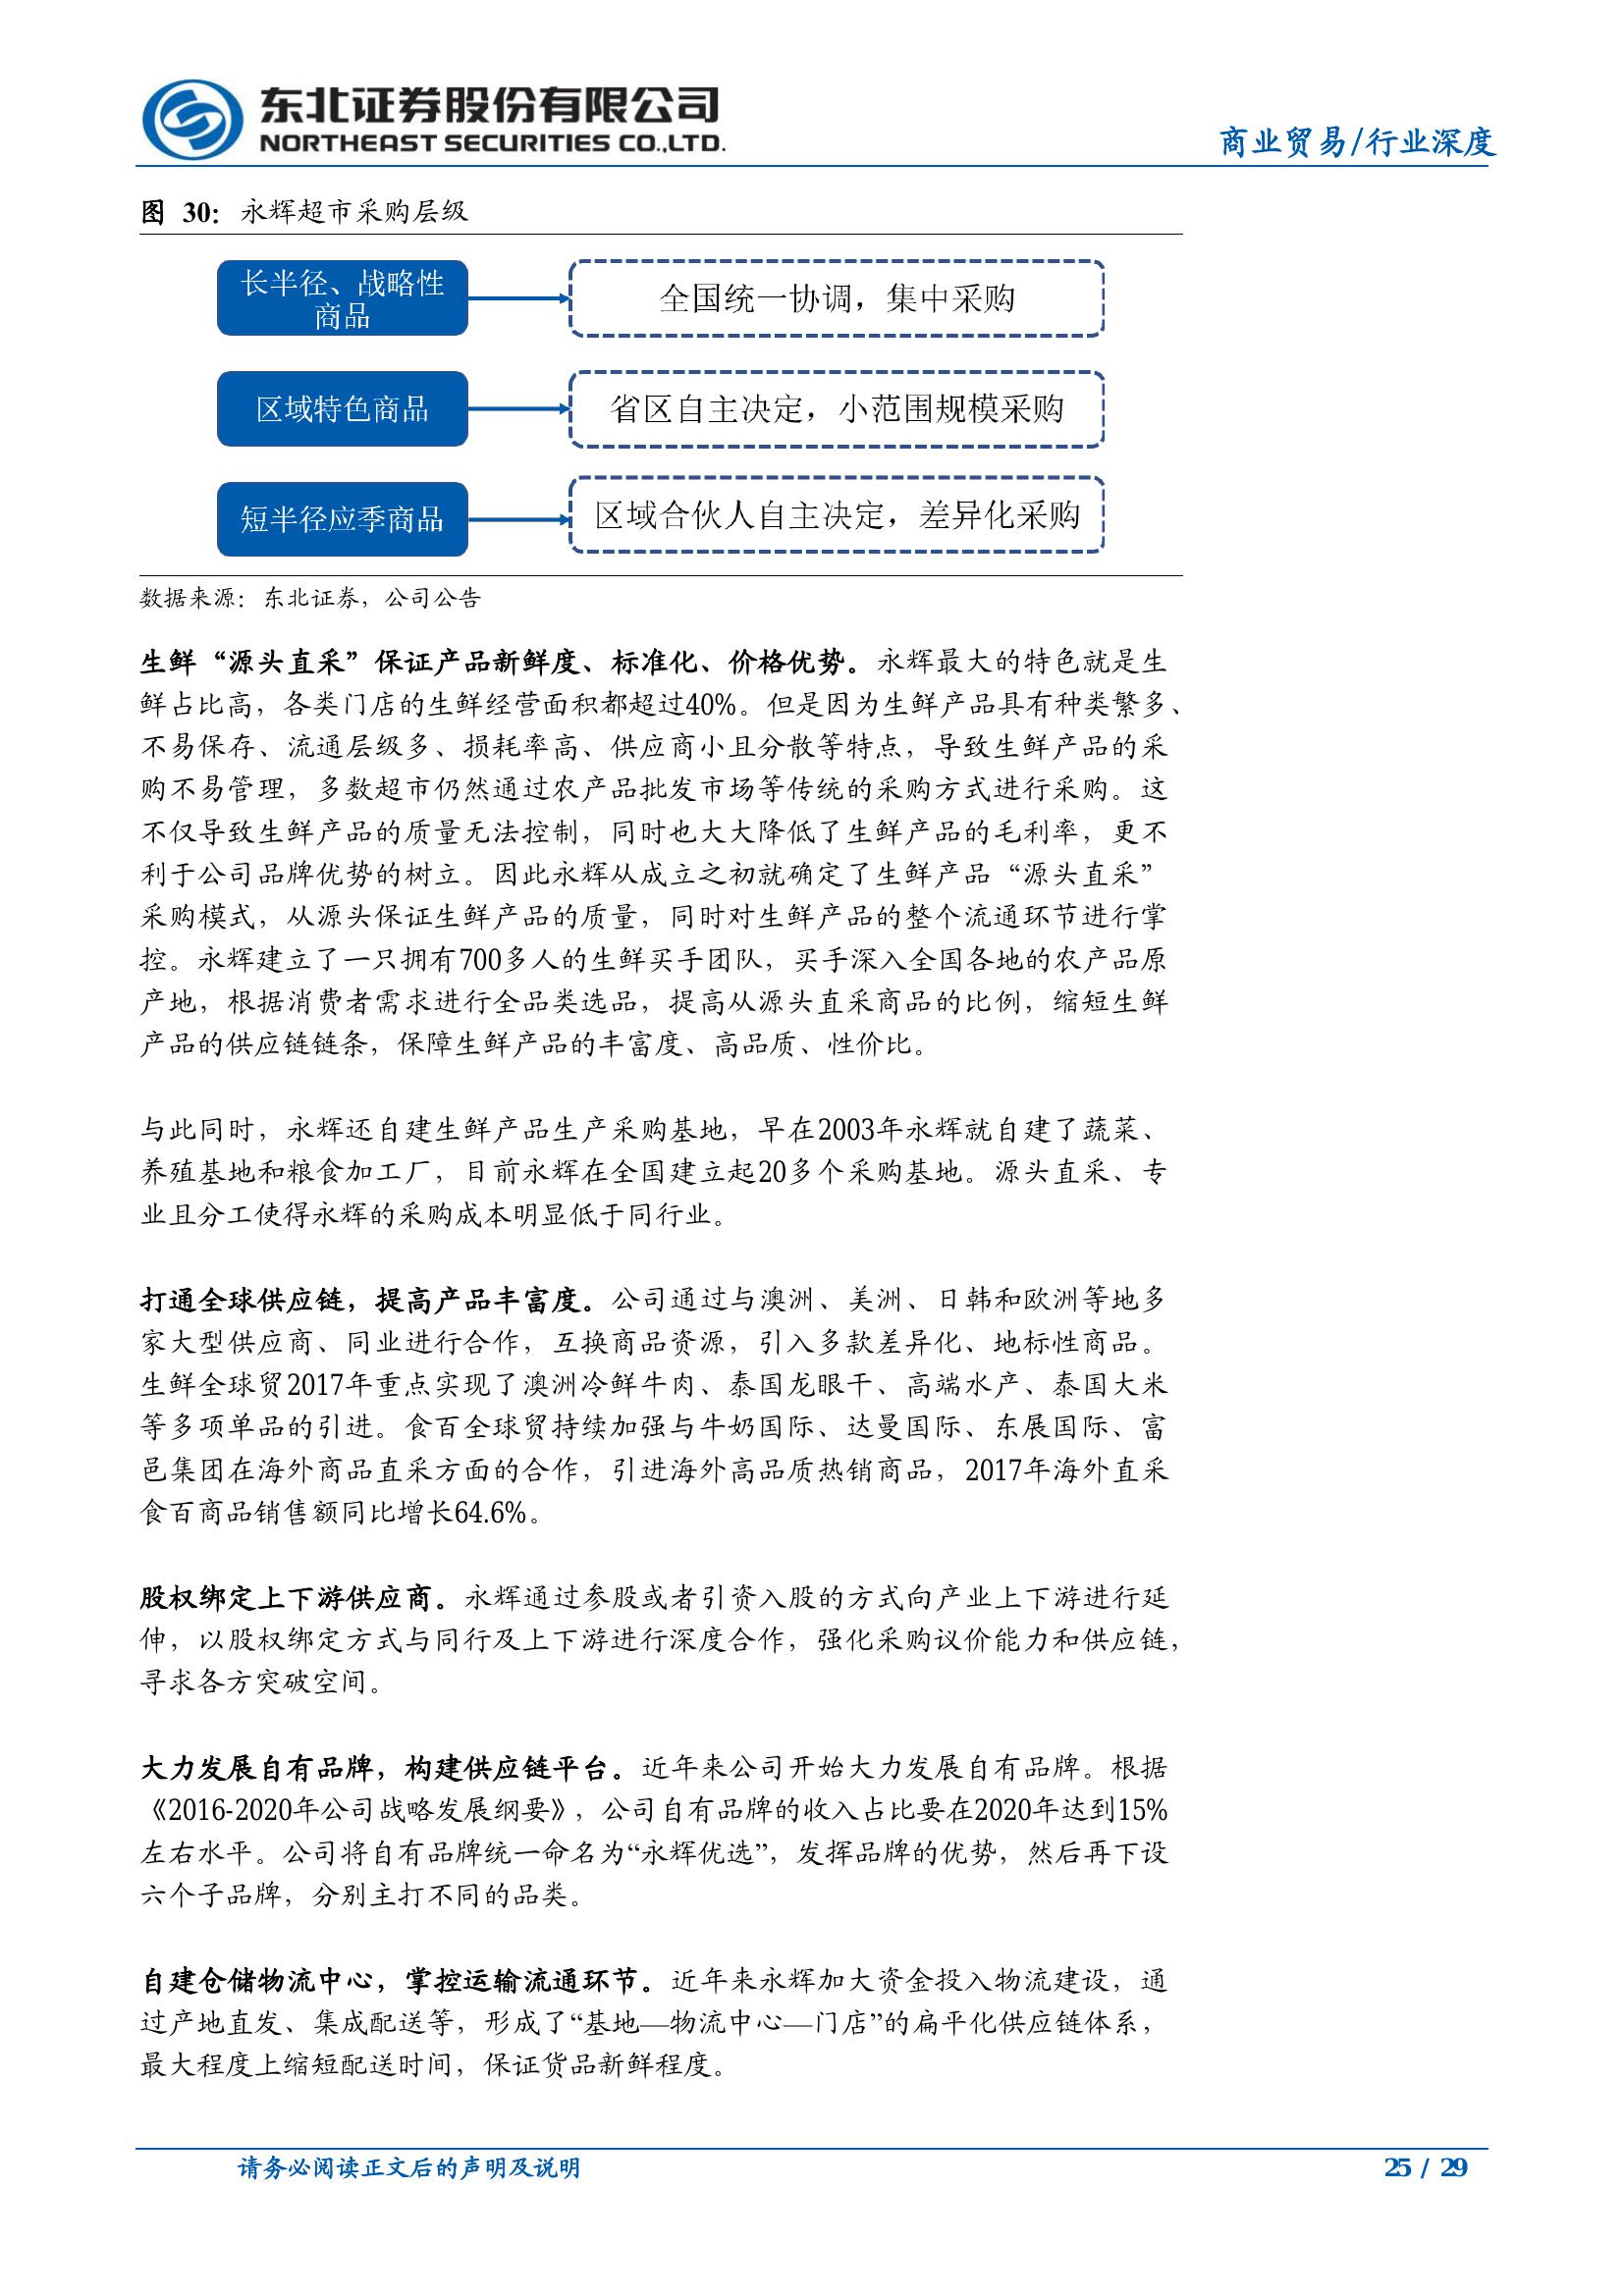 东北证券股份有限公司
NORTHEAST SECURITIES CO.,LTD.
商业贸易/行业深度
图 30：永辉超市采购层级
长半径、战略性
商品
全国统一协调，集中采购
区域特色商品
省区自主决定，小范围规模采购
短半径应季商品
区域合伙人自主决定，差异化采购
数据来源：东北证券，公司公告
生鲜“源头直采”保证产品新鲜度、标准化、价格优势。永辉最大的特色就是生
鲜占比高，各类门店的生鲜经营面积都超过40%。但是因为生鲜产品具有种类繁多、
不易保存、流通层级多、损耗率高、供应商小且分散等特点，导致生鲜产品的采
购不易管理，多数超市仍然通过农产品批发市场等传统的采购方式进行采购。这
不仅导致生鲜产品的质量无法控制，同时也大大降低了生鲜产品的毛利率，更不
利于公司品牌优势的树立。因此永辉从成立之初就确定了生鲜产品“源头直采”
采购模式，从源头保证生鲜产品的质量，同时对生鲜产品的整个流通环节进行掌
控。永辉建立了一只拥有700多人的生鲜买手团队，买手深入全国各地的农产品原
产地，根据消费者需求进行全品类选品，提高从源头直采商品的比例，缩短生鲜
产品的供应链链条，保障生鲜产品的丰富度、高品质、性价比。
与此同时，永辉还自建生鲜产品生产采购基地，早在2003年永辉就自建了蔬菜、
养殖基地和粮食加工厂，目前永辉在全国建立起20多个采购基地。源头直采、专
业且分工使得永辉的采购成本明显低于同行业。
打通全球供应链，提高产品丰富度。公司通过与澳洲、美洲、日韩和欧洲等地多
家大型供应商、同业进行合作，互换商品资源，引入多款差异化、地标性商品。
生鲜全球贸2017年重点实现了澳洲冷鲜牛肉、泰国龙眼干、高端水产、泰国大米
等多项单品的引进。食百全球贸持续加强与牛奶国际、达曼国际、东展国际、富
邑集团在海外商品直采方面的合作，引进海外高品质热销商品，2017年海外直采
食百商品销售额同比增长64.6%。
股权绑定上下游供应商。永辉通过参股或者引资入股的方式向产业上下游进行延
伸，以股权绑定方式与同行及上下游进行深度合作，强化采购议价能力和供应链，
寻求各方突破空间。
大力发展自有品牌，构建供应链平台。近年来公司开始大力发展自有品牌。根据
《2016-2020年公司战略发展纲要》，公司自有品牌的收入占比要在2020年达到15%
左右水平。公司将自有品牌统一命名为“永辉优选”，发挥品牌的优势，然后再下设
六个子品牌，分别主打不同的品类。
自建仓储物流中心，掌控运输流通环节。近年来永辉加大资金投入物流建设，通
过产地直发、集成配送等，形成了“基地—物流中心—门店”的扁平化供应链体系，
最大程度上缩短配送时间，保证货品新鲜程度。
请务必阅读正文后的声明及说明
25 / 29